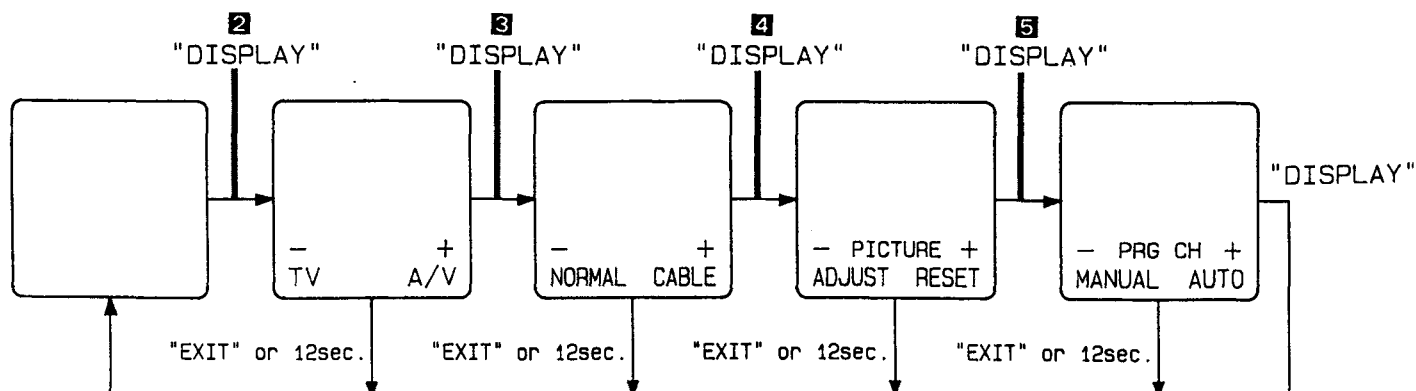 2 3 4 5
"DISPLAY" "DISPLAY" "DISPLAY" "DISPLAY"
"DISPLAY"
− + − + − PICTURE + − PRG CH +
TV A/V NORMAL CABLE ADJUST RESET MANUAL AUTO
"EXIT" or 12sec. "EXIT" or 12sec. "EXIT" or 12sec. "EXIT" or 12sec.